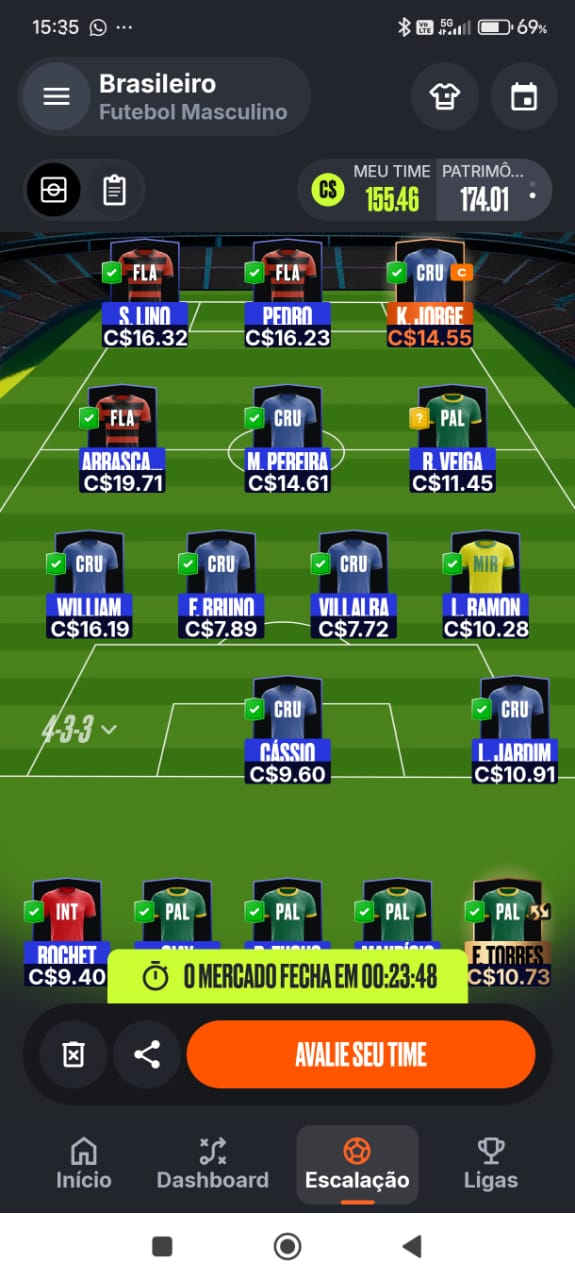 15:35 ... 5G 69%
Brasileiro
Futebol Masculino
CS MEU TIME 155.46 PATRIMÔ... 174.01
FLA FLA CRU C
S. LINO PEDRO K. JORGE
C$16.32 C$16.23 C$14.55
FLA CRU ? PAL
ARRASCA... M. PEREIRA R. VEIGA
C$19.71 C$14.61 C$11.45
CRU CRU CRU MIR
WILLIAM F. BRUNO VILLALBA L. RAMON
C$16.19 C$7.89 C$7.72 C$10.28
4-3-3
CRU CRU
CÁSSIO L. JARDIM
C$9.60 C$10.91
INT PAL PAL PAL PAL
ROCHET F. TORRES
C$9.40 C$10.73
O MERCADO FECHA EM 00:23:48
AVALIE SEU TIME
Início Dashboard Escalação Ligas